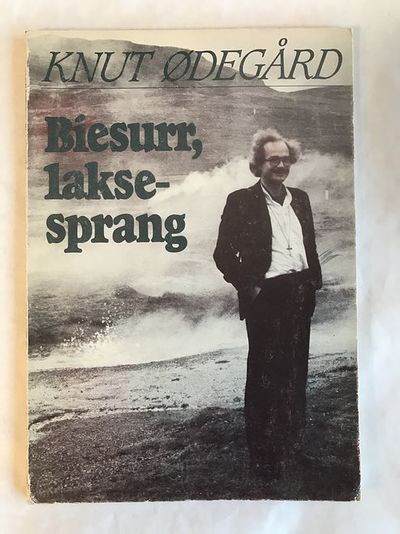 KNUT ØDEGÅRD
Biesurr,
lakse-
sprang